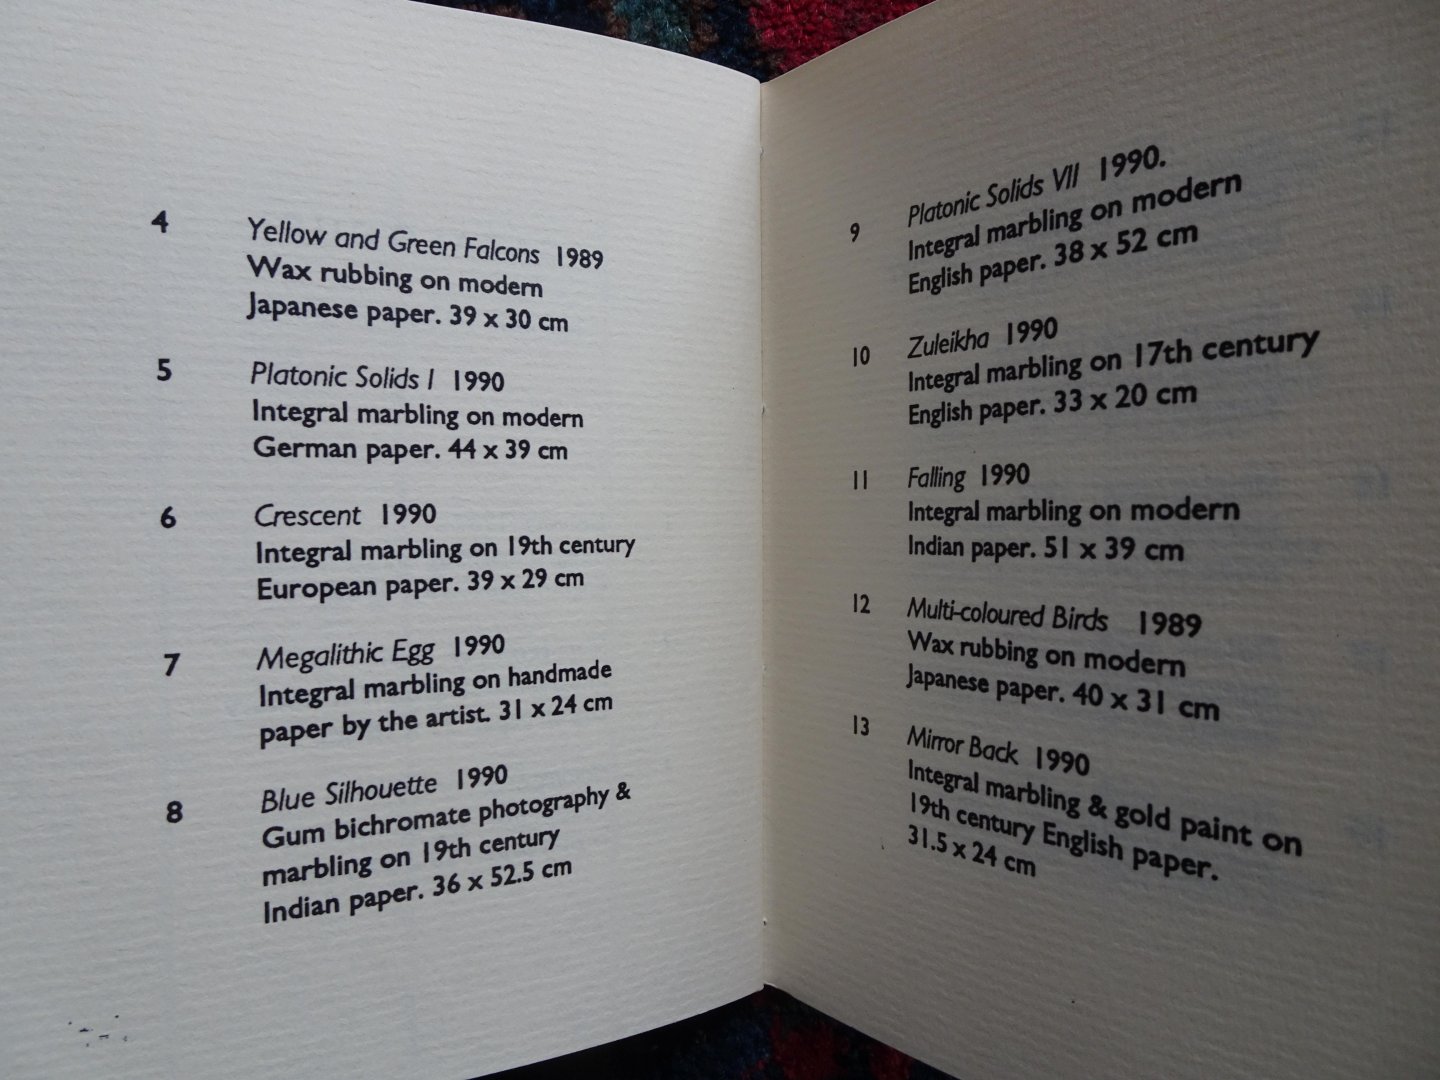 4 Yellow and Green Falcons 1989
Wax rubbing on modern
Japanese paper. 39 x 30 cm
5 Platonic Solids I 1990
Integral marbling on modern
German paper. 44 x 39 cm
6 Crescent 1990
Integral marbling on 19th century
European paper. 39 x 29 cm
7 Megalithic Egg 1990
Integral marbling on handmade
paper by the artist. 31 x 24 cm
8 Blue Silhouette 1990
Gum bichromate photography &
marbling on 19th century
Indian paper. 36 x 52.5 cm
9 Platonic Solids VII 1990.
Integral marbling on modern
English paper. 38 x 52 cm
10 Zuleikha 1990
Integral marbling on 17th century
English paper. 33 x 20 cm
11 Falling 1990
Integral marbling on modern
Indian paper. 51 x 39 cm
12 Multi-coloured Birds 1989
Wax rubbing on modern
Japanese paper. 40 x 31 cm
13 Mirror Back 1990
Integral marbling & gold paint on
19th century English paper.
31.5 x 24 cm